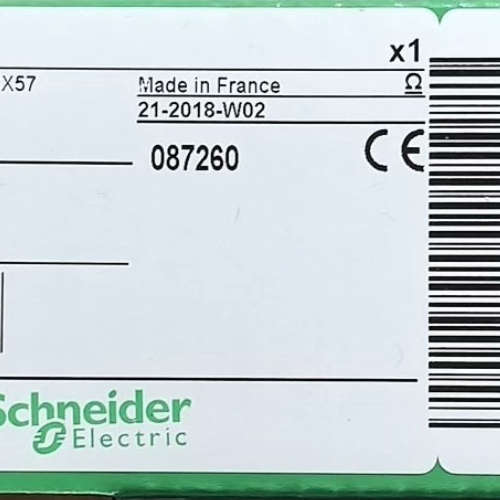 x1
X57
Made in France Ω
21-2018-W02
087260 CE
Schneider
Electric